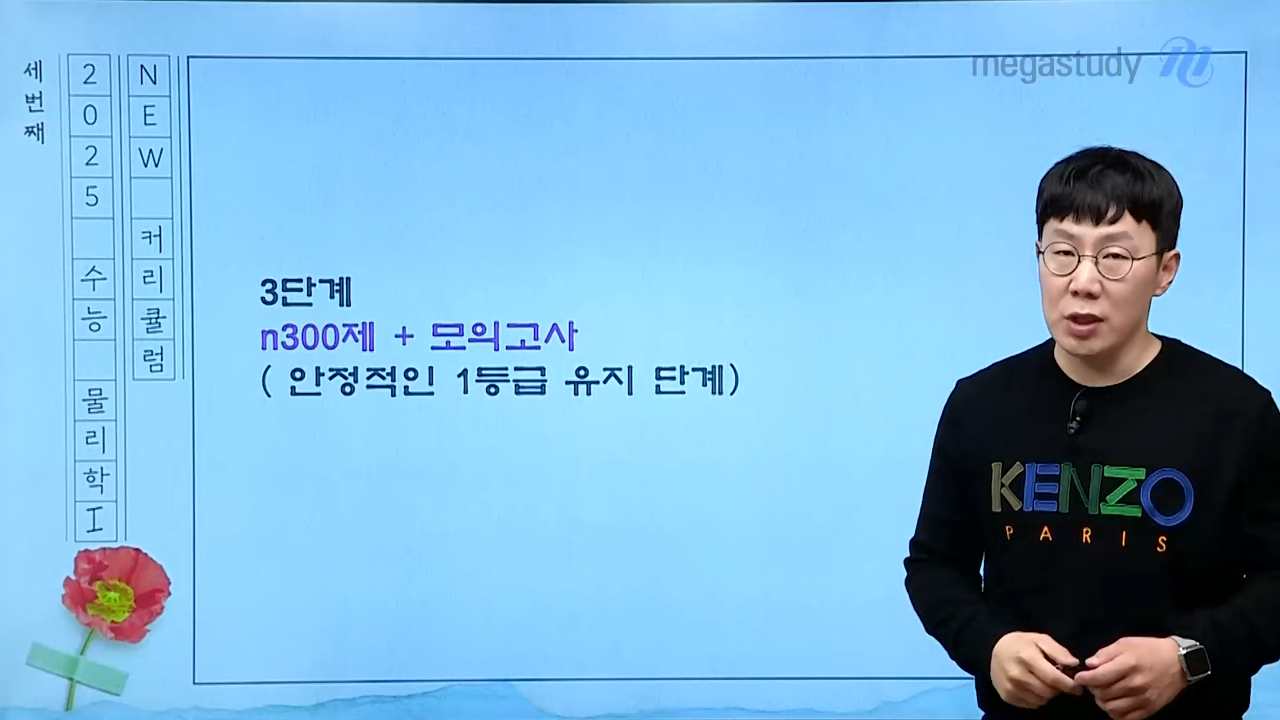 세번째
2025 수능 물리학I
NEW 커리큘럼
megastudy
3단계
n300제 + 모의고사
( 안정적인 1등급 유지 단계)
KENZO
PARIS